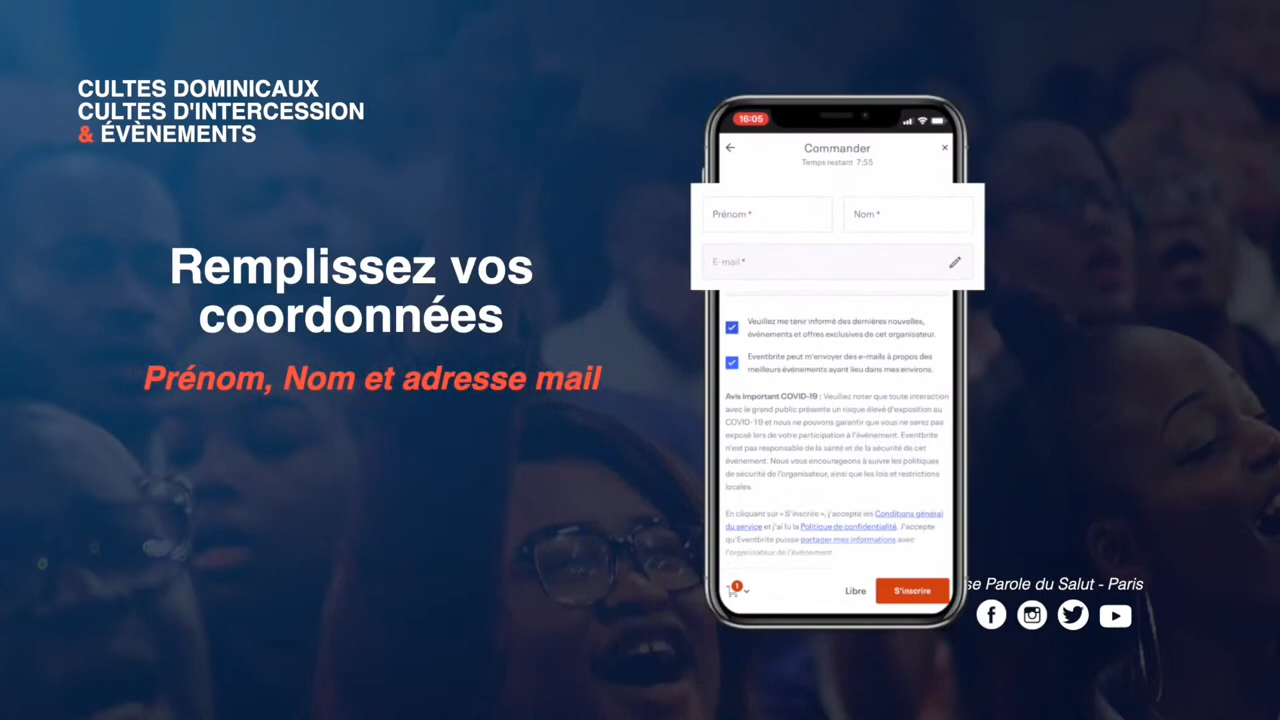 CULTES DOMINICAUX
CULTES D'INTERCESSION
& ÉVÈNEMENTS
Remplissez vos
coordonnées
Prénom, Nom et adresse mail
16:05
Commander
Temps restant 7:55
Prénom *
Nom *
E-mail *
Veuillez me tenir informé des dernières nouvelles,
événements et offres exclusives de cet organisateur.
Eventbrite peut m'envoyer des e-mails à propos des
meilleurs événements ayant lieu dans mes environs.
Avis important COVID-19 : Veuillez noter que toute interaction
avec le grand public présente un risque élevé d'exposition au
COVID-19 et nous ne pouvons garantir que vous ne serez pas
exposé lors de votre participation à l'événement. Eventbrite
n'est pas responsable de la santé et de la sécurité de cet
événement. Nous vous encourageons à suivre les politiques
de sécurité de l'organisateur, ainsi que les lois et restrictions
locales.
En cliquant sur « S'inscrire », j'accepte les Conditions général
du service et j'ai lu la Politique de confidentialité. J'accepte
qu'Eventbrite puisse partager mes informations avec
l'organisateur de l'événement.
1
Libre
S'inscrire
se Parole du Salut - Paris